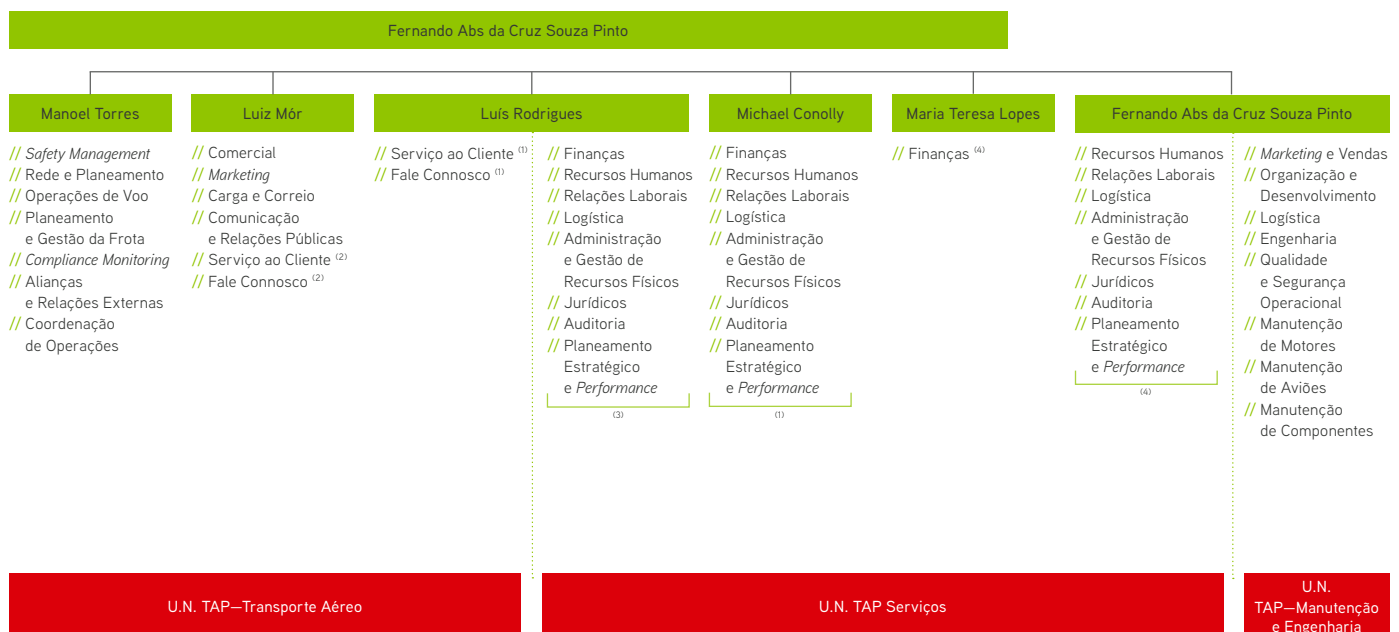 Fernando Abs da Cruz Souza Pinto
Manoel Torres
// Safety Management
// Rede e Planeamento
// Operações de Voo
// Planeamento
e Gestão da Frota
// Compliance Monitoring
// Alianças
e Relações Externas
// Coordenação
de Operações
Luiz Mór
// Comercial
// Marketing
// Carga e Correio
// Comunicação
e Relações Públicas
// Serviço ao Cliente (2)
// Fale Connosco (2)
Luís Rodrigues
// Serviço ao Cliente (1)
// Fale Connosco (1)
// Finanças
// Recursos Humanos
// Relações Laborais
// Logística
// Administração
e Gestão de
Recursos Físicos
// Jurídicos
// Auditoria
// Planeamento
Estratégico
e Performance
(3)
Michael Conolly
// Finanças
// Recursos Humanos
// Relações Laborais
// Logística
// Administração
e Gestão de
Recursos Físicos
// Jurídicos
// Auditoria
// Planeamento
Estratégico
e Performance
(1)
Maria Teresa Lopes
// Finanças (4)
Fernando Abs da Cruz Souza Pinto
// Recursos Humanos
// Relações Laborais
// Logística
// Administração
e Gestão de
Recursos Físicos
// Jurídicos
// Auditoria
// Planeamento
Estratégico
e Performance
(4)
// Marketing e Vendas
// Organização e
Desenvolvimento
// Logística
// Engenharia
// Qualidade
e Segurança
Operacional
// Manutenção
de Motores
// Manutenção
de Aviões
// Manutenção
de Componentes
U.N. TAP—Transporte Aéreo
U.N. TAP Serviços
U.N.
TAP—Manutenção
e Engenharia